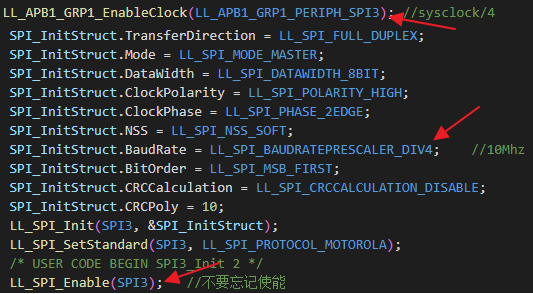 LL_APB1_GRP1_EnableClock(LL_APB1_GRP1_PERIPH_SPI3); //sysclock/4
SPI_InitStruct.TransferDirection = LL_SPI_FULL_DUPLEX;
SPI_InitStruct.Mode = LL_SPI_MODE_MASTER;
SPI_InitStruct.DataWidth = LL_SPI_DATAWIDTH_8BIT;
SPI_InitStruct.ClockPolarity = LL_SPI_POLARITY_HIGH;
SPI_InitStruct.ClockPhase = LL_SPI_PHASE_2EDGE;
SPI_InitStruct.NSS = LL_SPI_NSS_SOFT;
SPI_InitStruct.BaudRate = LL_SPI_BAUDRATEPRESCALER_DIV4;    //10Mhz
SPI_InitStruct.BitOrder = LL_SPI_MSB_FIRST;
SPI_InitStruct.CRCCalculation = LL_SPI_CRCCALCULATION_DISABLE;
SPI_InitStruct.CRCPoly = 10;
LL_SPI_Init(SPI3, &SPI_InitStruct);
LL_SPI_SetStandard(SPI3, LL_SPI_PROTOCOL_MOTOROLA);
/* USER CODE BEGIN SPI3_Init 2 */
LL_SPI_Enable(SPI3);   //不要忘记使能